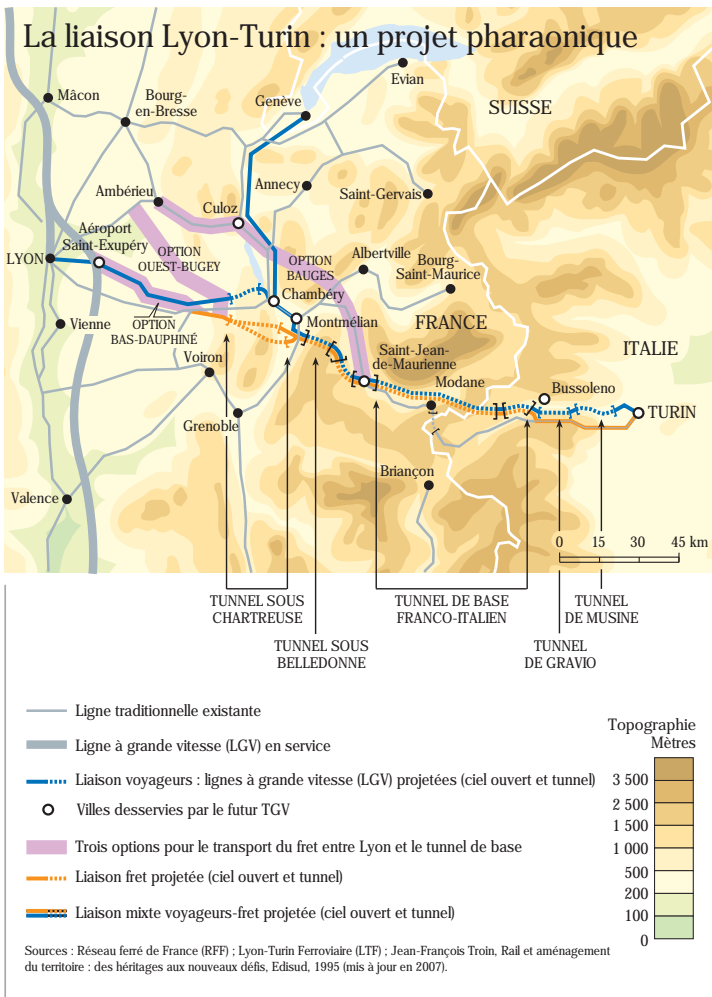 La liaison Lyon-Turin : un projet pharaonique
Evian
Mâcon
Bourg-
en-Bresse
Genève
SUISSE
Annecy
Saint-Gervais
Ambérieu
Culoz
Aéroport
Saint-Exupéry
OPTION
OUEST-BUGEY
OPTION
BAUGES
Albertville
Bourg-
Saint-Maurice
LYON
Chambéry
Vienne
OPTION
BAS-DAUPHINÉ
Montmélian
FRANCE
ITALIE
Voiron
Saint-Jean-
de-Maurienne
Modane
Bussoleno
TURIN
Grenoble
Briançon
Valence
0 15 45 km
TUNNEL SOUS
CHARTREUSE
TUNNEL DE BASE
FRANCO-ITALIEN
TUNNEL
DE MUSINE
TUNNEL SOUS
BELLEDONNE
TUNNEL
DE GRAVIO
Ligne traditionnelle existante
Ligne à grande vitesse (LGV) en service
Liaison voyageurs : lignes à grande vitesse (LGV) projetées (ciel ouvert et tunnel)
Villes desservies par le futur TGV
Trois options pour le transport du fret entre Lyon et le tunnel de base
Liaison fret projetée (ciel ouvert et tunnel)
Liaison mixte voyageurs-fret projetée (ciel ouvert et tunnel)
Topographie
Mètres
3 500
2 500
1 500
1 000
500
200
100
0
Sources : Réseau ferré de France (RFF) ; Lyon-Turin Ferroviaire (LTF) ; Jean-François Troin, Rail et aménagement
du territoire : des héritages aux nouveaux défis, Edisud, 1995 (mis à jour en 2007).